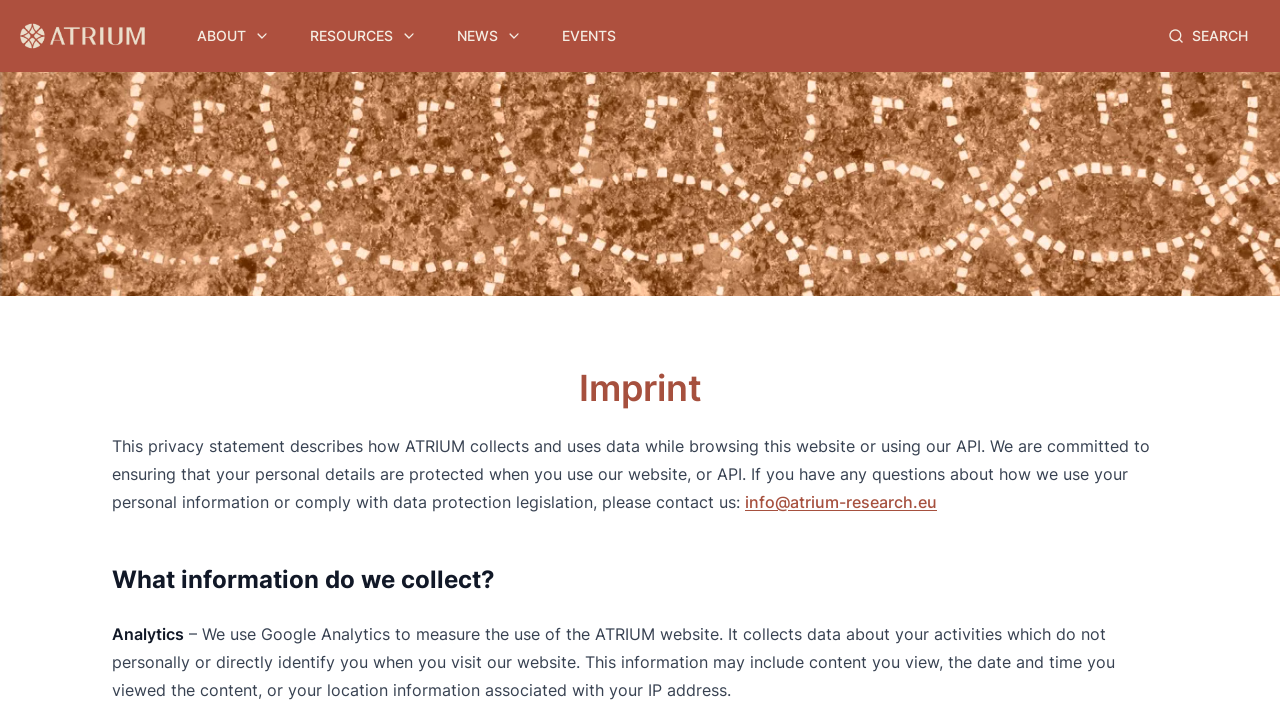 ATRIUM ABOUT RESOURCES NEWS EVENTS SEARCH
Imprint
This privacy statement describes how ATRIUM collects and uses data while browsing this website or using our API. We are committed to
ensuring that your personal details are protected when you use our website, or API. If you have any questions about how we use your
personal information or comply with data protection legislation, please contact us: info@atrium-research.eu
What information do we collect?
Analytics – We use Google Analytics to measure the use of the ATRIUM website. It collects data about your activities which do not
personally or directly identify you when you visit our website. This information may include content you view, the date and time you
viewed the content, or your location information associated with your IP address.